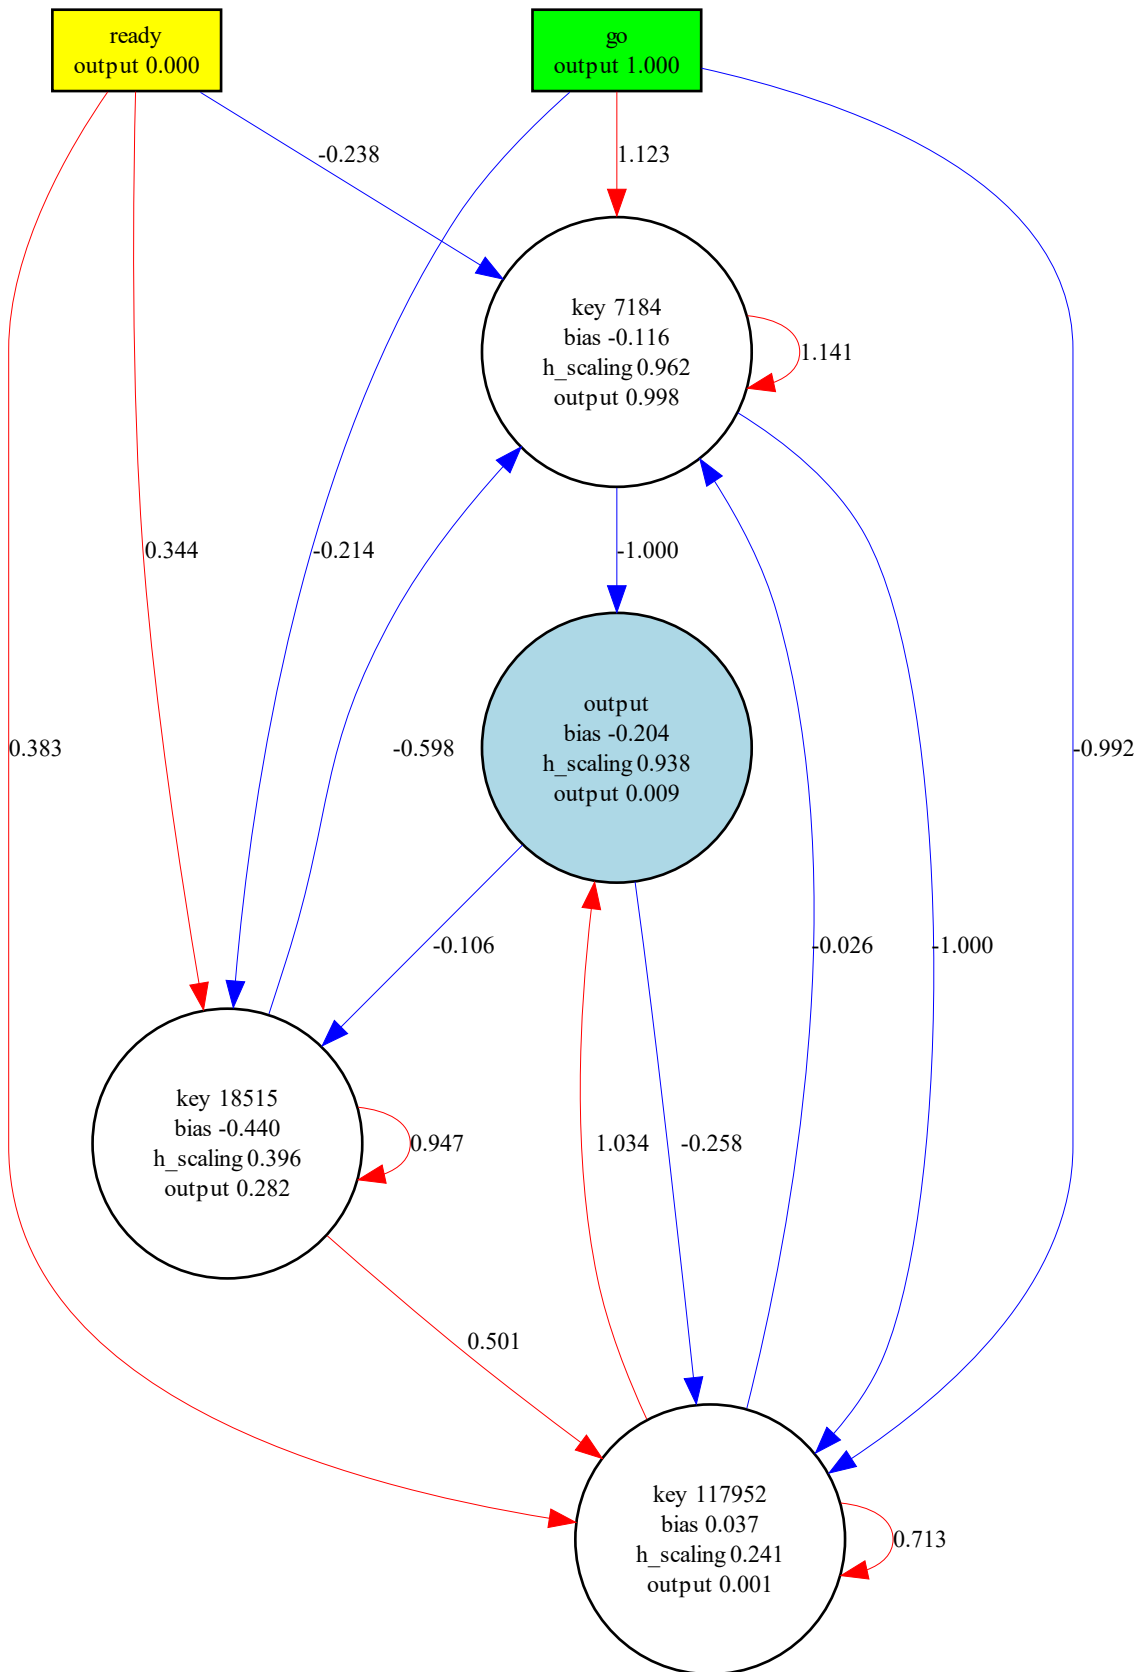 ready
output 0.000
go
output 1.000
-0.238
1.123
key 7184
bias -0.116
h_scaling 0.962
output 0.998
1.141
0.344
-0.214
-1.000
output
bias -0.204
h_scaling 0.938
output 0.009
0.383
-0.598
-0.992
-0.106
-0.026
-1.000
key 18515
bias -0.440
h_scaling 0.396
output 0.282
0.947
1.034
-0.258
0.501
key 117952
bias 0.037
h_scaling 0.241
output 0.001
0.713